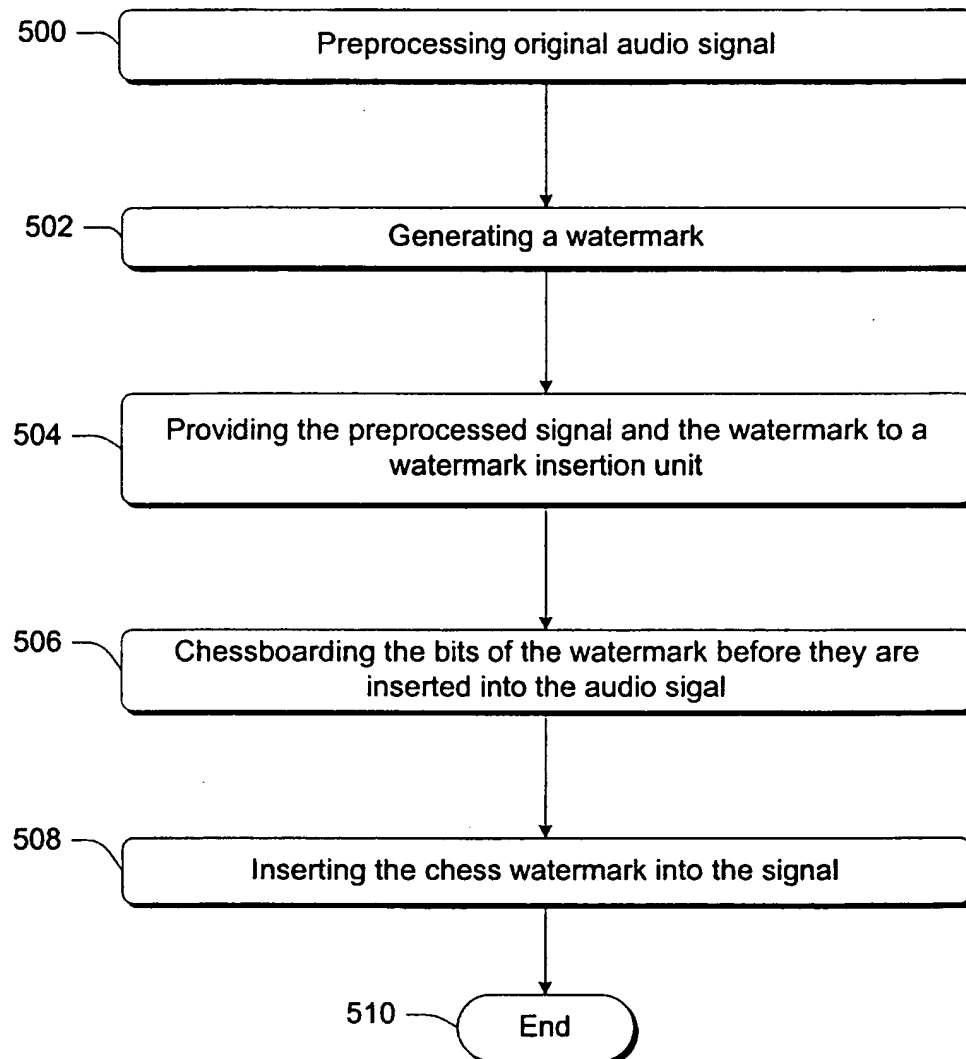 500
Preprocessing original audio signal
502
Generating a watermark
504
Providing the preprocessed signal and the watermark to a
watermark insertion unit
506
Chessboarding the bits of the watermark before they are
inserted into the audio sigal
508
Inserting the chess watermark into the signal
510
End